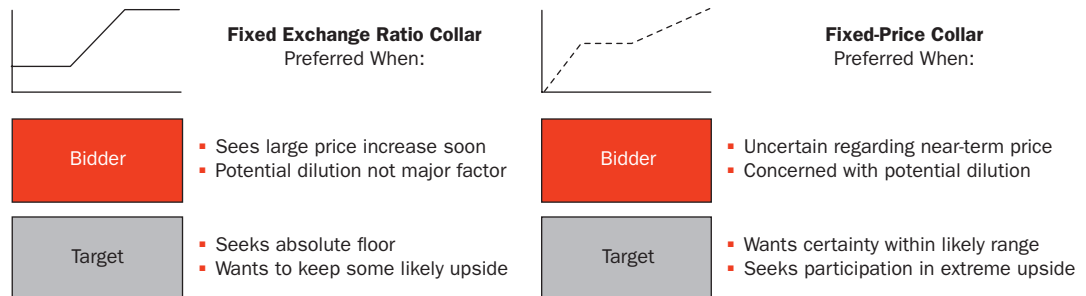 Fixed Exchange Ratio Collar
Preferred When:
Bidder
▪ Sees large price increase soon
▪ Potential dilution not major factor
Target
▪ Seeks absolute floor
▪ Wants to keep some likely upside
Fixed-Price Collar
Preferred When:
Bidder
▪ Uncertain regarding near-term price
▪ Concerned with potential dilution
Target
▪ Wants certainty within likely range
▪ Seeks participation in extreme upside